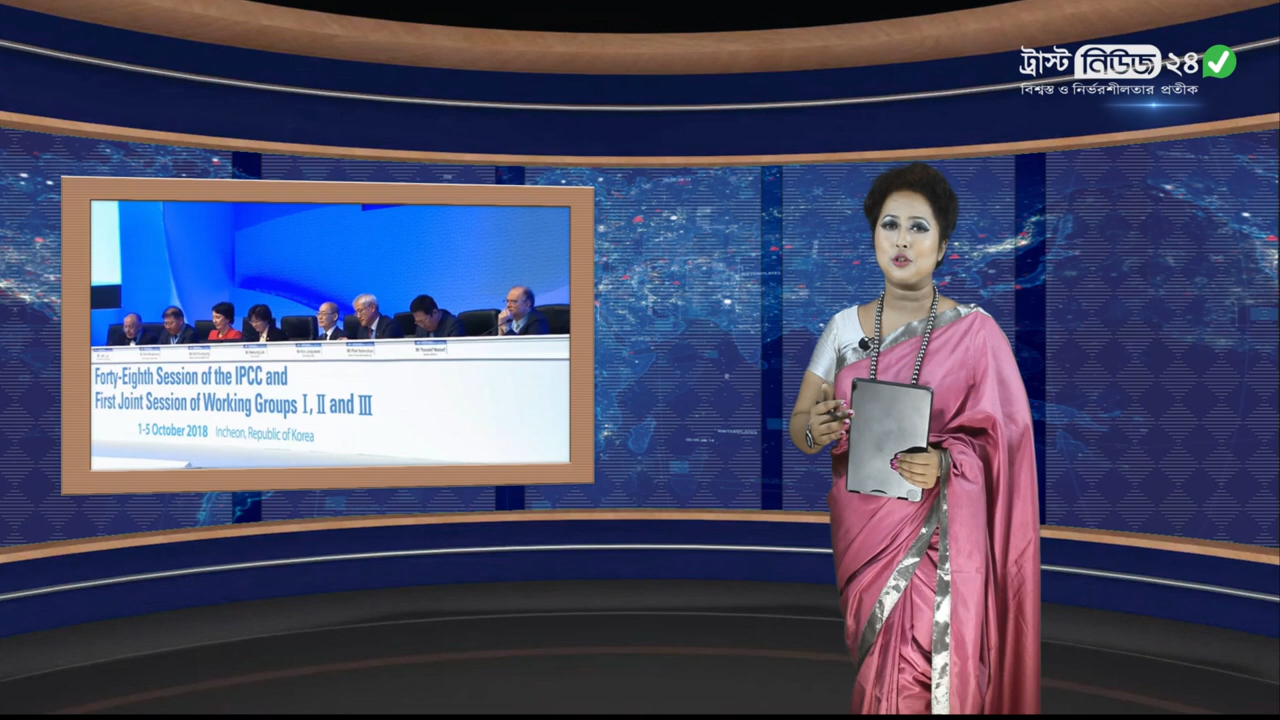 ট্রাস্ট নিউজ ২৪
বিশ্বস্ত ও নির্ভরশীলতার প্রতীক
Forty-Eighth Session of the IPCC and
First Joint Session of Working Groups I, II and III
1-5 October 2018 Incheon, Republic of Korea